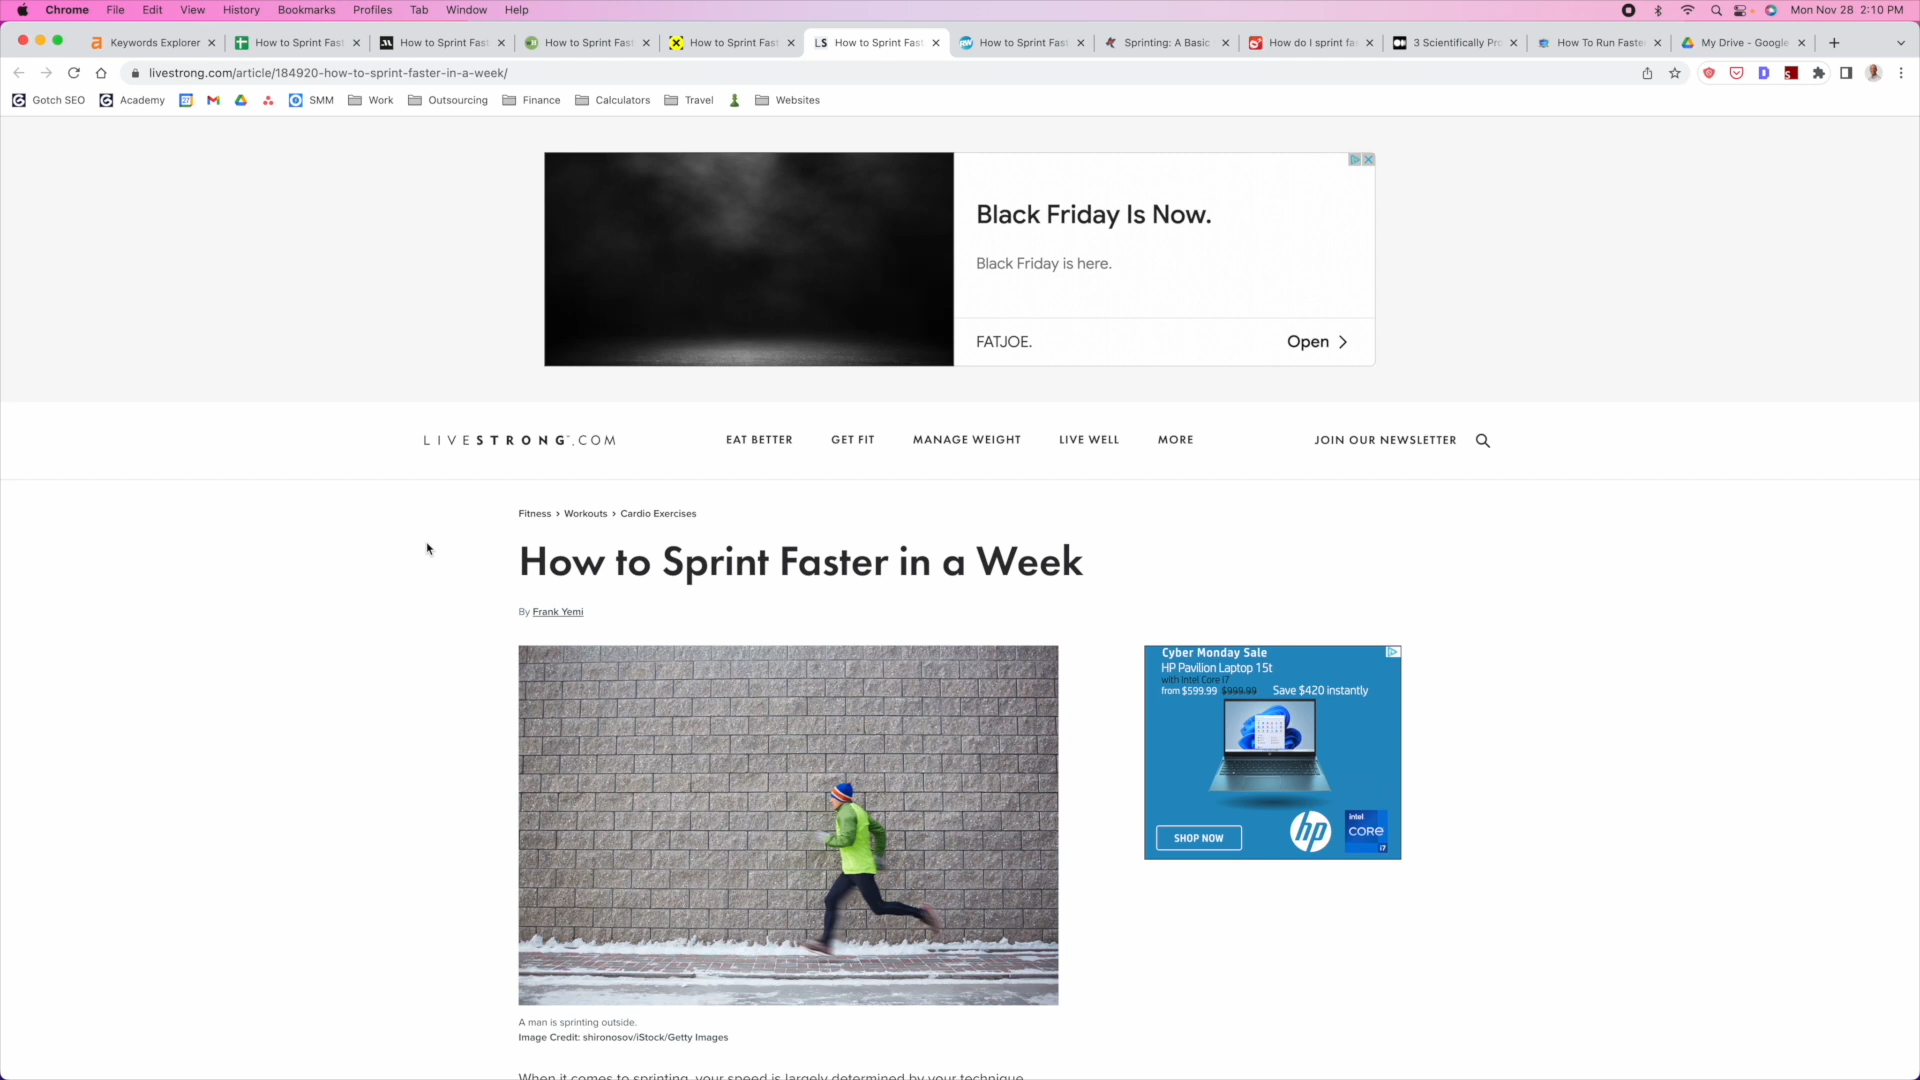 Chrome File Edit View History Bookmarks Profiles Tab Window Help Mon Nov 28 2:10 PM
Keywords Explorer How to Sprint Fast How to Sprint Fast How to Sprint Fas How to Sprint Fast How to Sprint Fast How to Sprint Fas Sprinting: A Basic How do I sprint fa 3 Scientifically Pro How To Run Faste My Drive - Google
livestrong.com/article/184920-how-to-sprint-faster-in-a-week/
Gotch SEO Academy SMM Work Outsourcing Finance Calculators Travel Websites
Black Friday Is Now.
Black Friday is here.
FATJOE. Open
LIVESTRONG.COM EAT BETTER GET FIT MANAGE WEIGHT LIVE WELL MORE JOIN OUR NEWSLETTER
Fitness › Workouts › Cardio Exercises
How to Sprint Faster in a Week
By Frank Yemi
Cyber Monday Sale
HP Pavilion Laptop 15t
with Intel Core i7
from $599.99 $999.99 Save $420 instantly
SHOP NOW
hp
intel
CORE
i7
A man is sprinting outside.
Image Credit: shironosov/iStock/Getty Images
When it comes to sprinting, your speed is largely determined by your technique